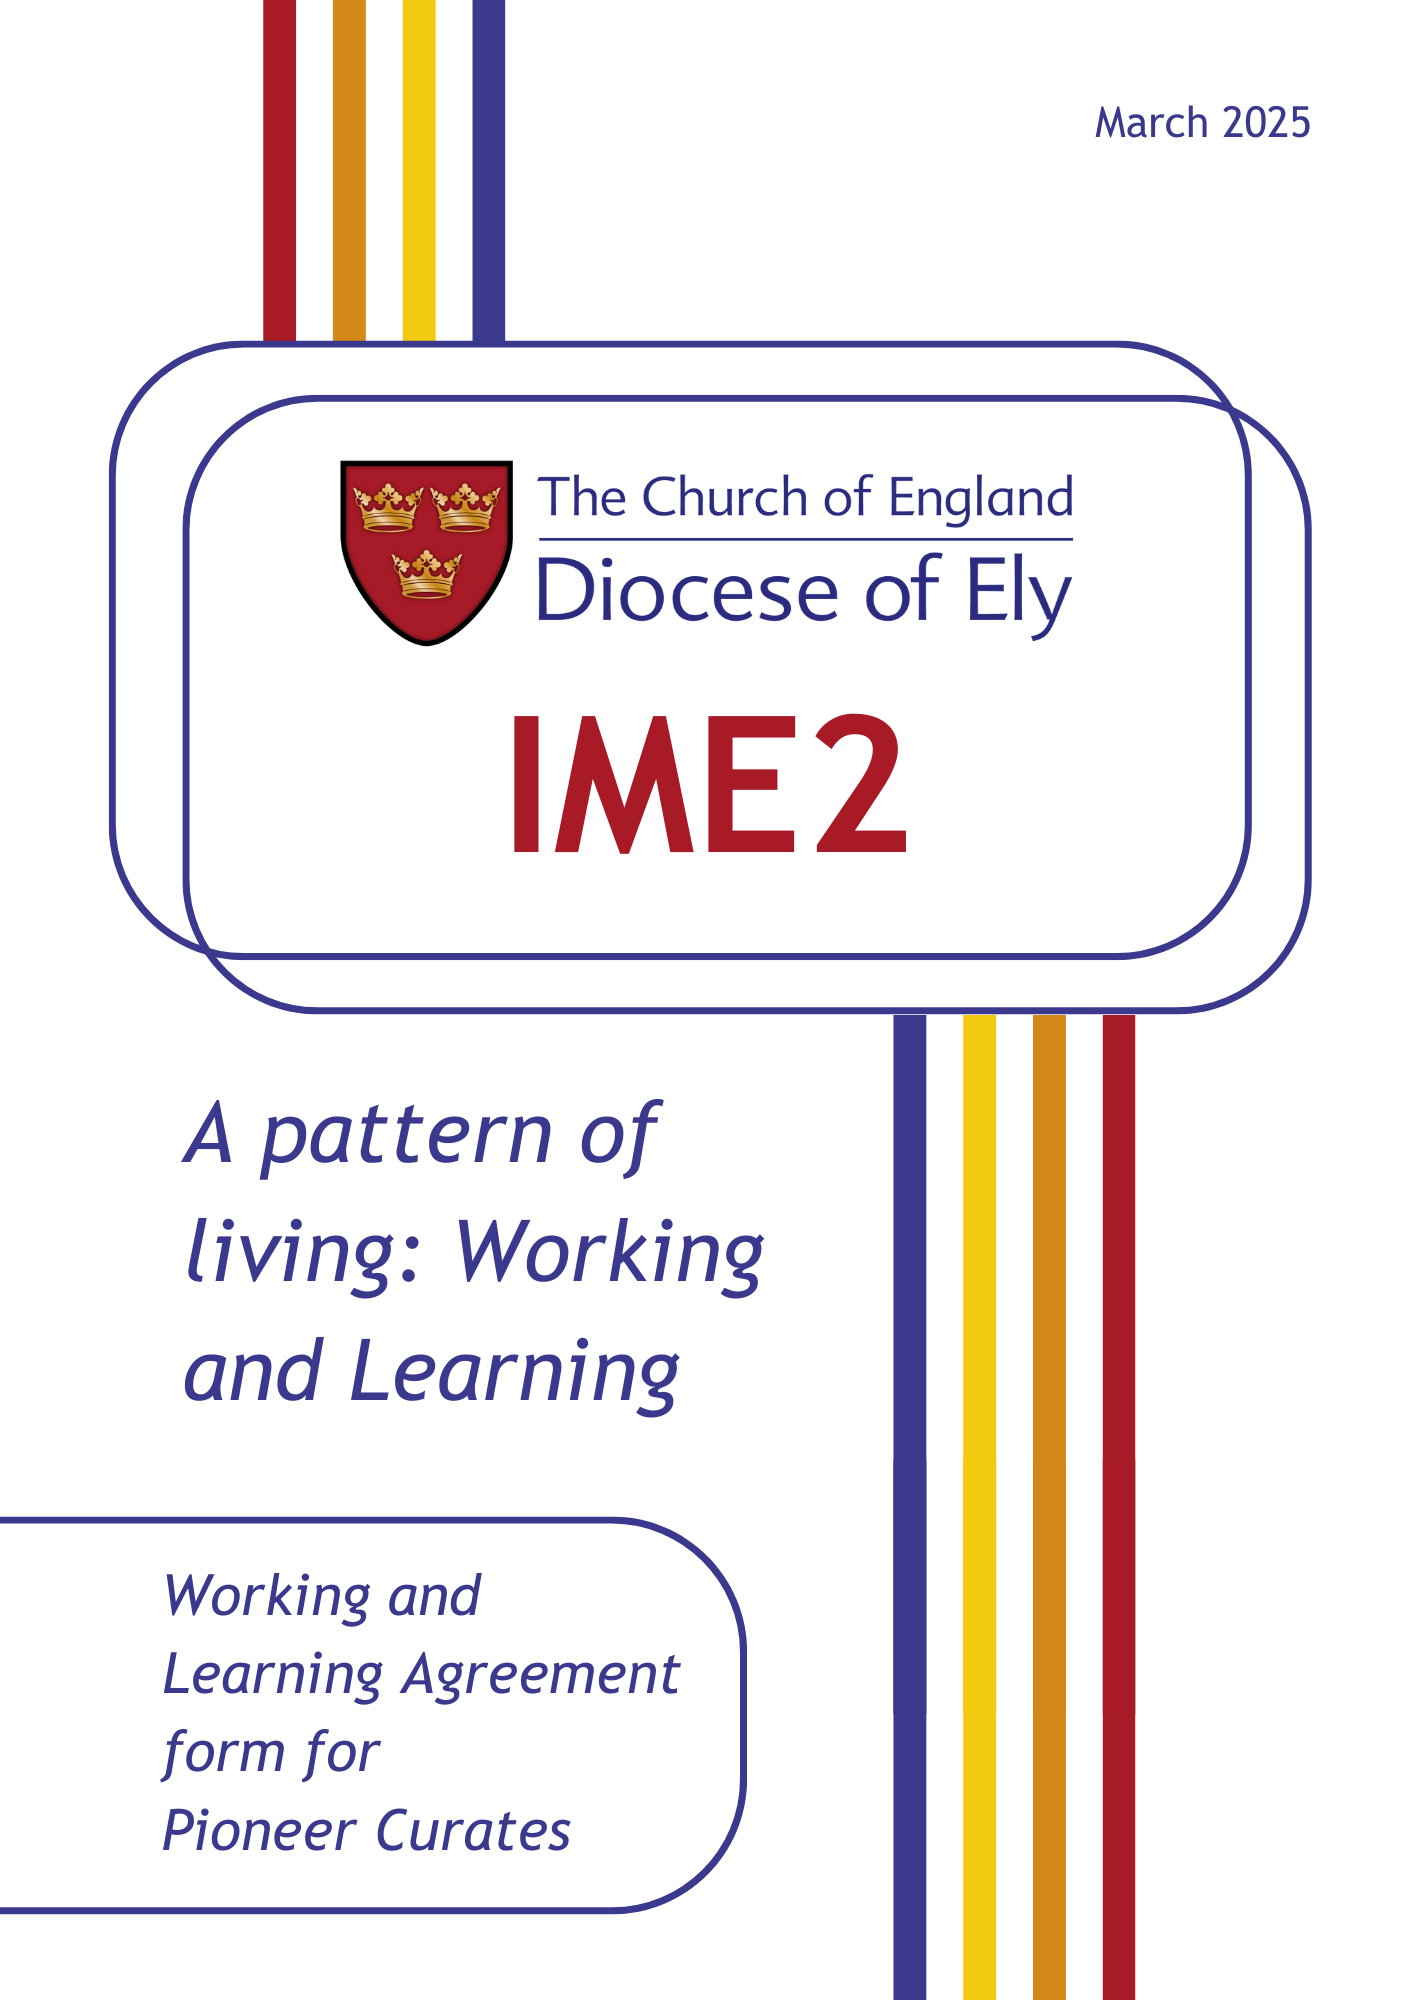 March 2025
The Church of England
Diocese of Ely
IME2
A pattern of
living: Working
and Learning
Working and
Learning Agreement
form for
Pioneer Curates